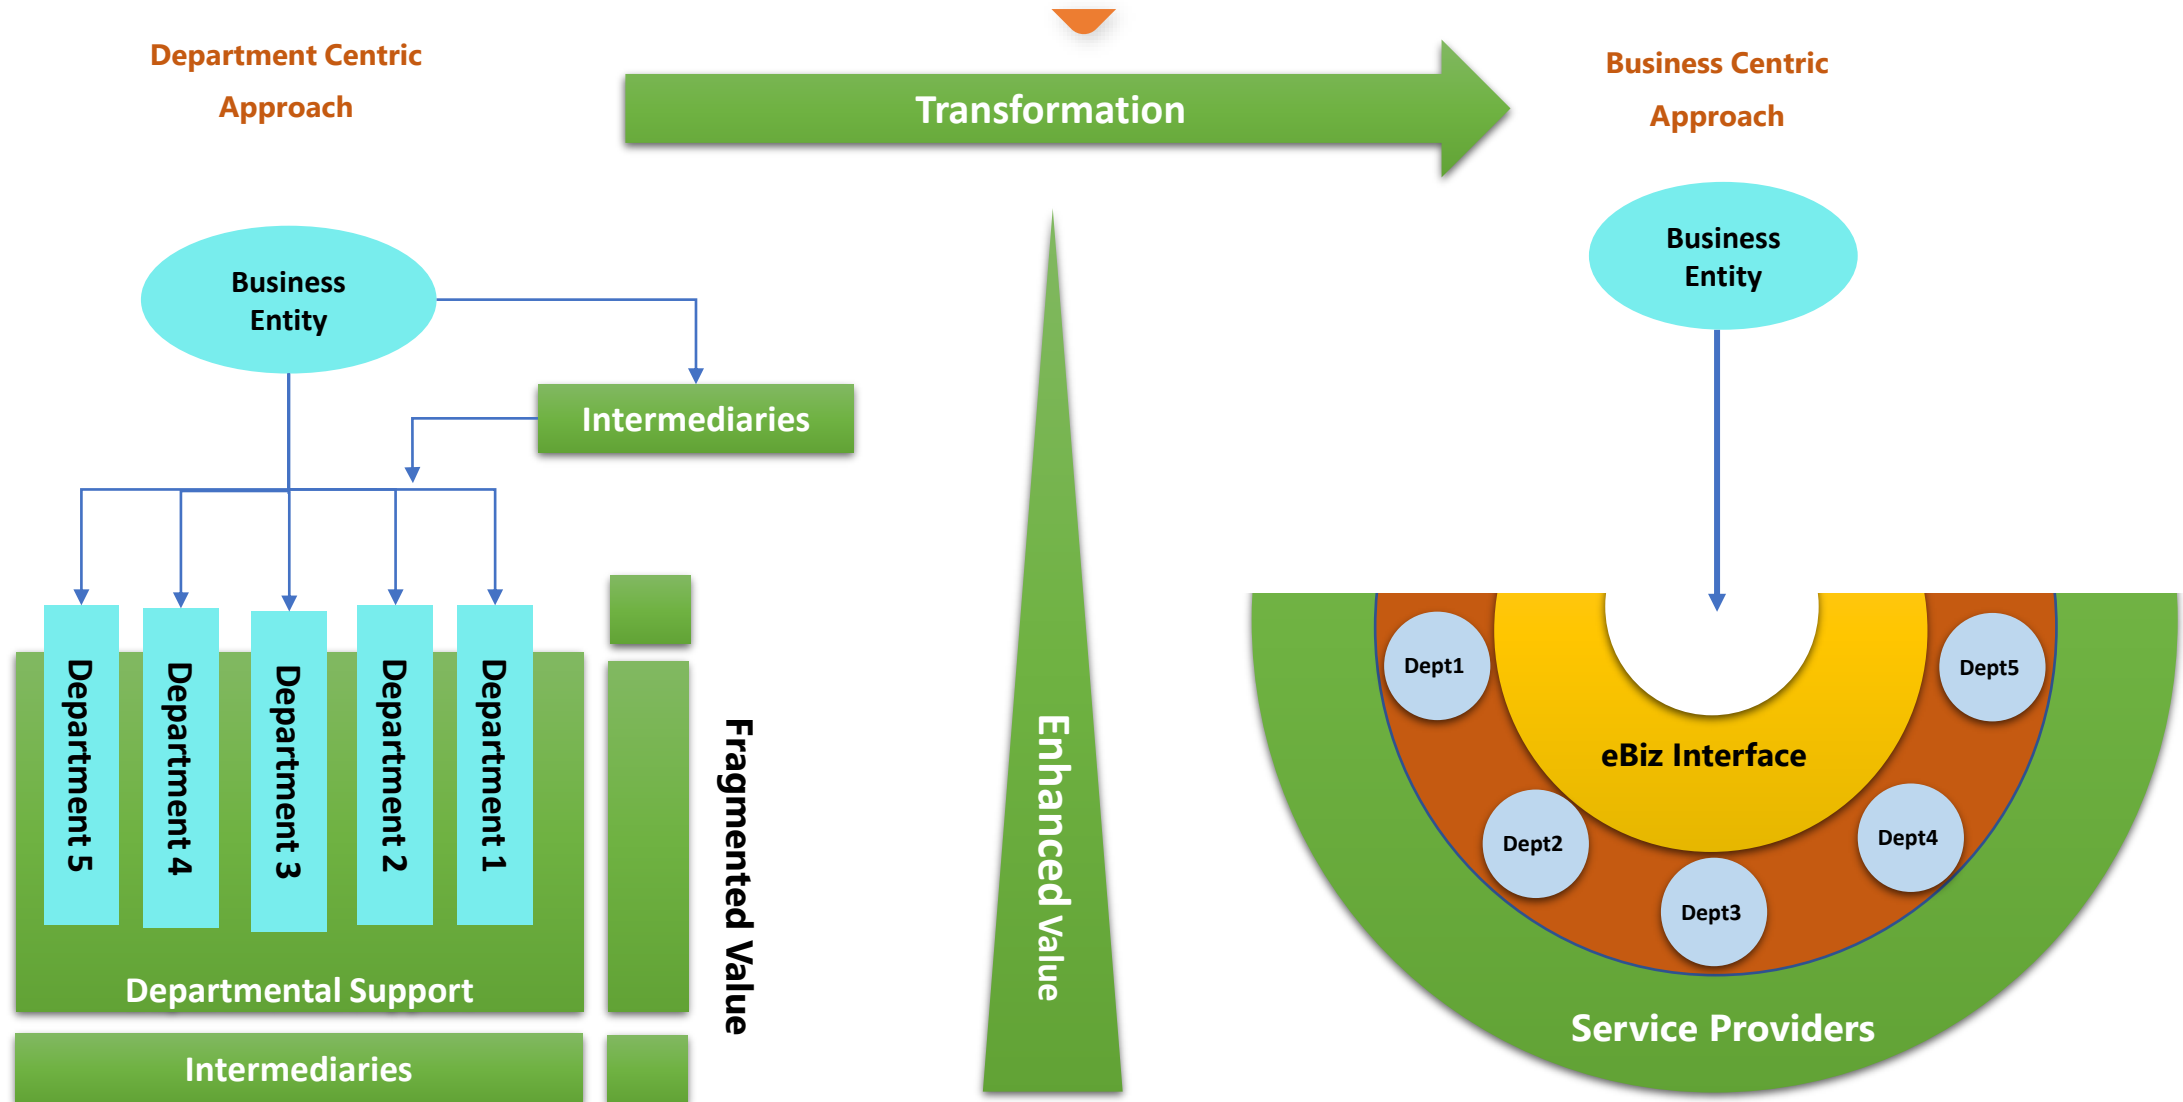 Department Centric
Approach
Transformation
Business Centric
Approach
Business
Entity
Intermediaries
Department 5
Department 4
Department 3
Department 2
Department 1
Departmental Support
Intermediaries
Fragmented Value
Enhanced Value
Business
Entity
Dept1
Dept5
eBiz Interface
Dept2
Dept4
Dept3
Service Providers